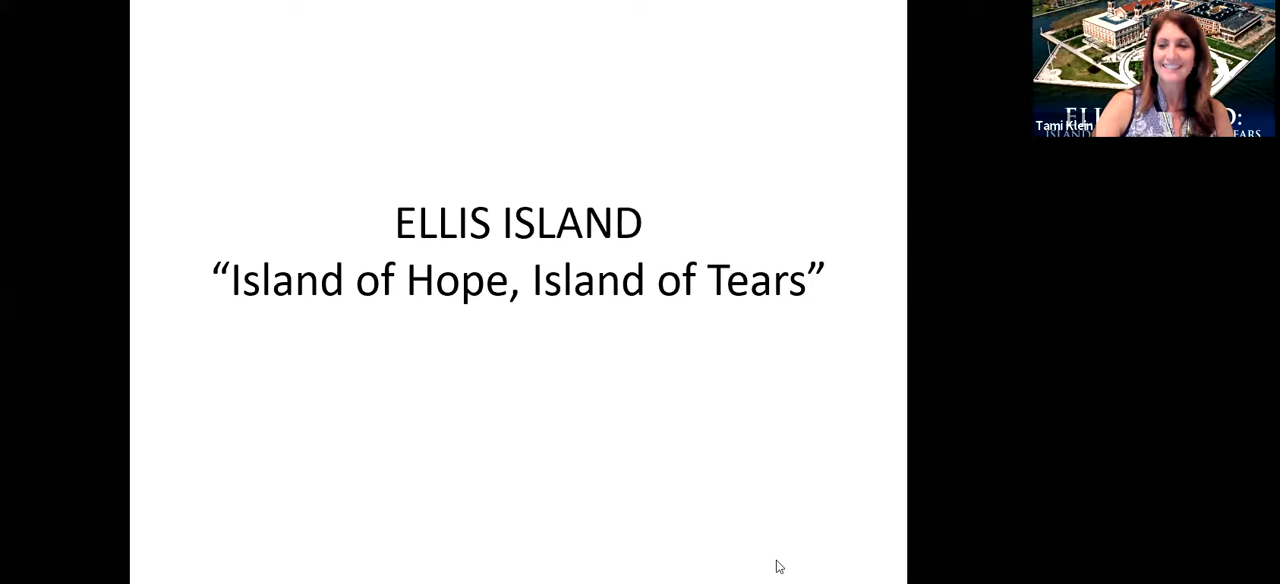 ELLIS ISLAND
“Island of Hope, Island of Tears”
Tami Klein